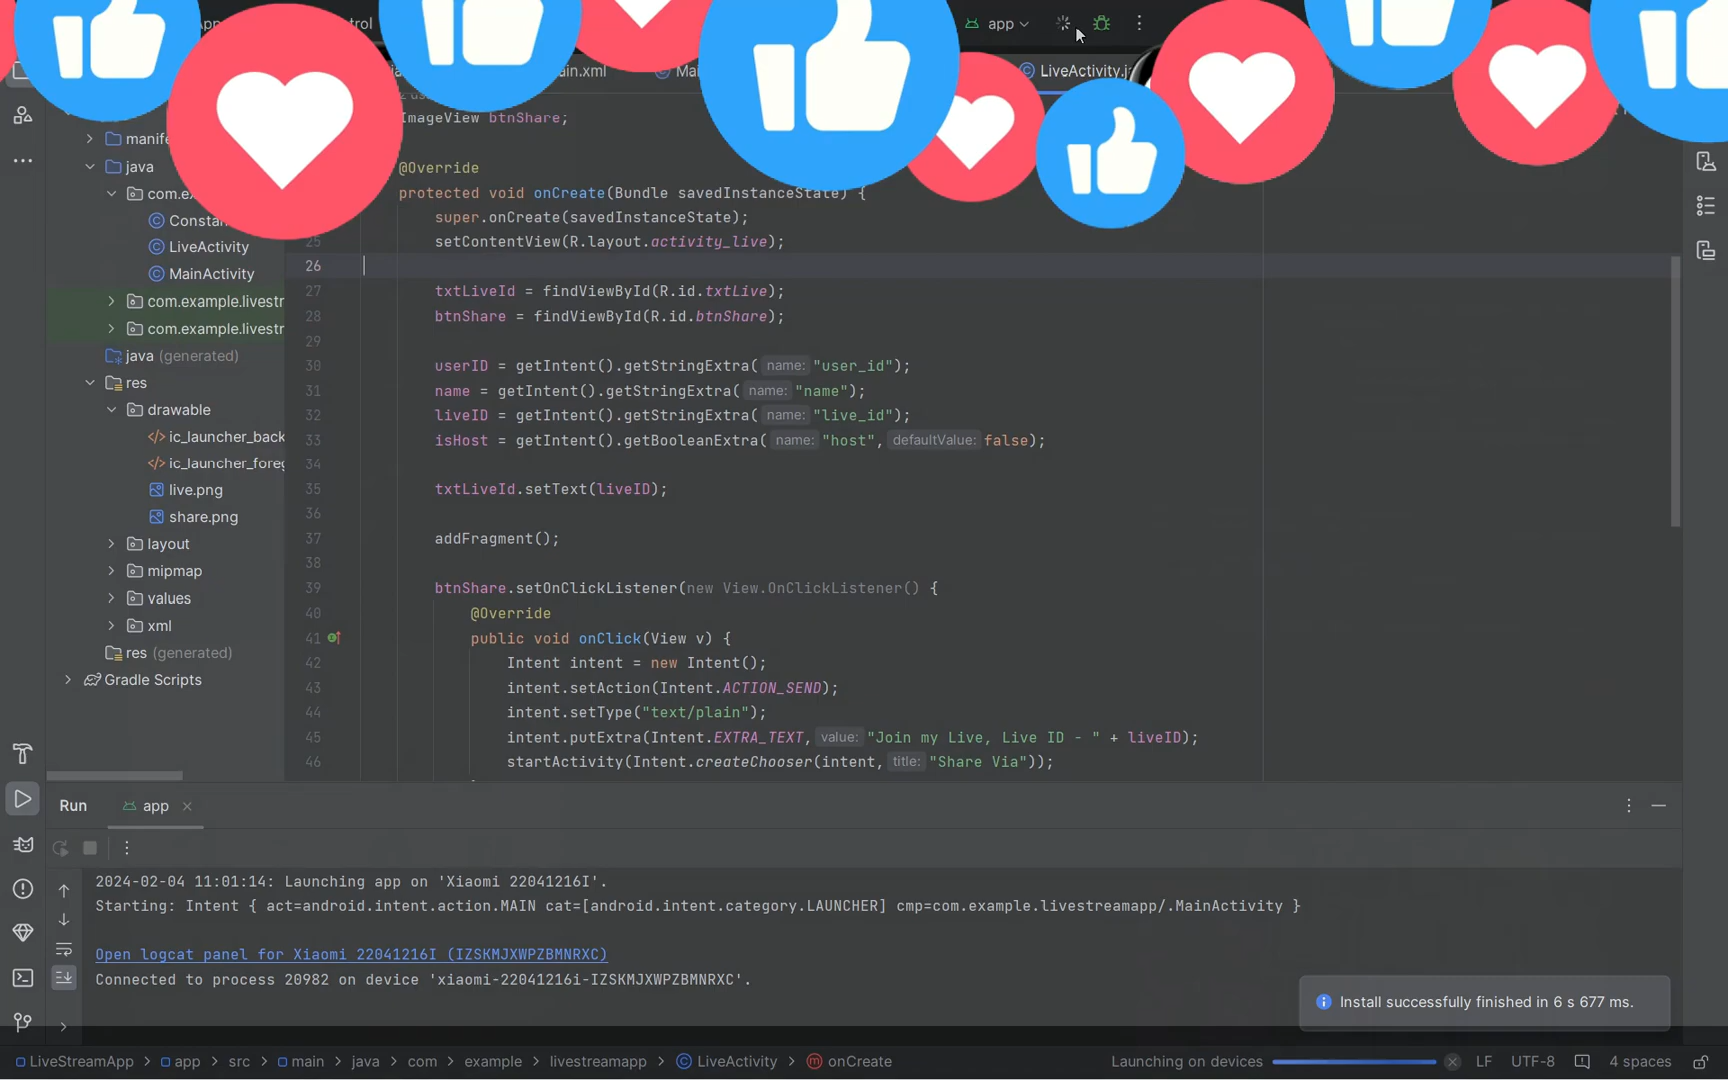 trol
app
ain.xml
LiveActivity.j
manife
ImageView btnShare;
java
@Override
com.e
protected void onCreate(Bundle savedInstanceState) {
Constan
super.onCreate(savedInstanceState);
25 setContentView(R.layout.activity_live);
LiveActivity
26
MainActivity
27 txtLiveId = findViewById(R.id.txtLive);
com.example.livestr
28 btnShare = findViewById(R.id.btnShare);
com.example.livestr
29
java (generated)
30 userID = getIntent().getStringExtra( name: "user_id");
res
31 name = getIntent().getStringExtra( name: "name");
drawable
32 liveID = getIntent().getStringExtra( name: "live_id");
ic_launcher_back
33 isHost = getIntent().getBooleanExtra( name: "host", defaultValue: false);
ic_launcher_foreg
34
live.png
35 txtLiveId.setText(liveID);
share.png
36
layout
37 addFragment();
mipmap
38
values
39 btnShare.setOnClickListener(new View.OnClickListener() {
xml
40 @Override
res (generated)
41 public void onClick(View v) {
Gradle Scripts
42 Intent intent = new Intent();
43 intent.setAction(Intent.ACTION_SEND);
44 intent.setType("text/plain");
45 intent.putExtra(Intent.EXTRA_TEXT, value: "Join my Live, Live ID - " + liveID);
46 startActivity(Intent.createChooser(intent, title: "Share Via"));
Run app
2024-02-04 11:01:14: Launching app on 'Xiaomi 22041216I'.
Starting: Intent { act=android.intent.action.MAIN cat=[android.intent.category.LAUNCHER] cmp=com.example.livestreamapp/.MainActivity }
Open logcat panel for Xiaomi 22041216I (IZSKMJXWPZBMNRXC)
Connected to process 20982 on device 'xiaomi-22041216i-IZSKMJXWPZBMNRXC'.
Install successfully finished in 6 s 677 ms.
LiveStreamApp > app > src > main > java > com > example > livestreamapp > LiveActivity > onCreate
Launching on devices LF UTF-8 4 spaces